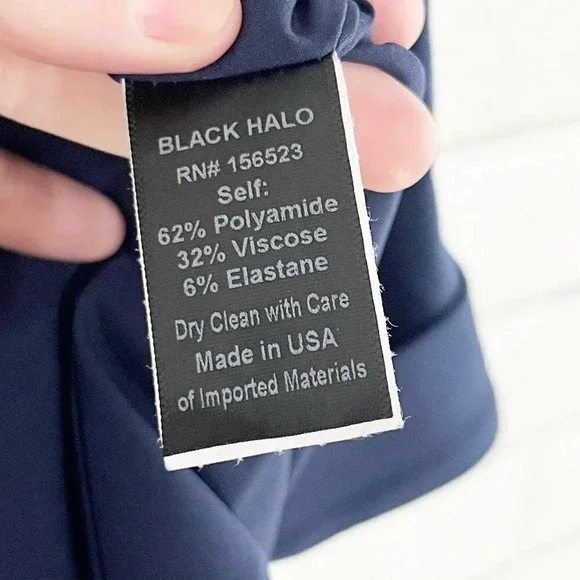 BLACK HALO
RN# 156523
Self:
62% Polyamide
32% Viscose
6% Elastane
Dry Clean with Care
Made in USA
of Imported Materials